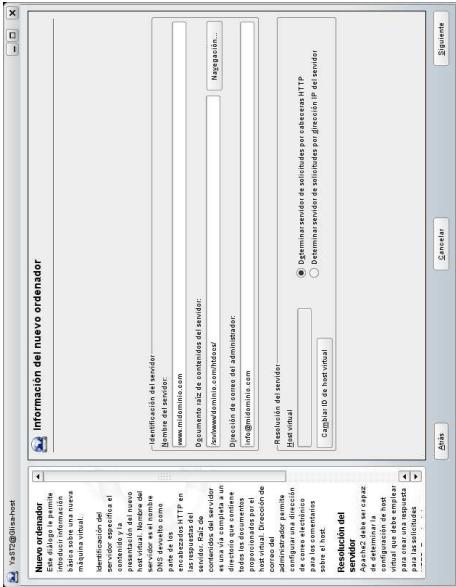 YaST2@Glisa-host
Nuevo ordenador
Este diálogo le permite
introducir información
básica sobre una nueva
máquina virtual.
Identificación del
servidor especifica el
contenido y la
presentación del nuevo
host virtual. Nombre del
servidor es el nombre
DNS devuelto como
parte de los
encabezados HTTP en
las respuestas del
servidor. Raíz de
contenidos del servidor
es una vía completa a un
directorio que contiene
todos los documentos
proporcionados por el
host virtual. Dirección de
correo del
administrador permite
configurar una dirección
de correo electrónico
para los comentarios
sobre el host.
Resolución del
servidor
Apache2 debe ser capaz
de determinar la
configuración de host
virtual que debe emplear
para crear una respuesta
para las solicitudes
Información del nuevo ordenador
Identificación del servidor
Nombre del servidor:
www.midominio.com
Documento raíz de contenidos del servidor:
/srv/www/dominio.com/htdocs/
Navegación...
Dirección de correo del administrador:
info@midominio.com
Resolución del servidor
Host virtual
Determinar servidor de solicitudes por cabeceras HTTP
Determinar servidor de solicitudes por dirección IP del servidor
Cambiar ID de host virtual
Atrás
Cancelar
Siguiente